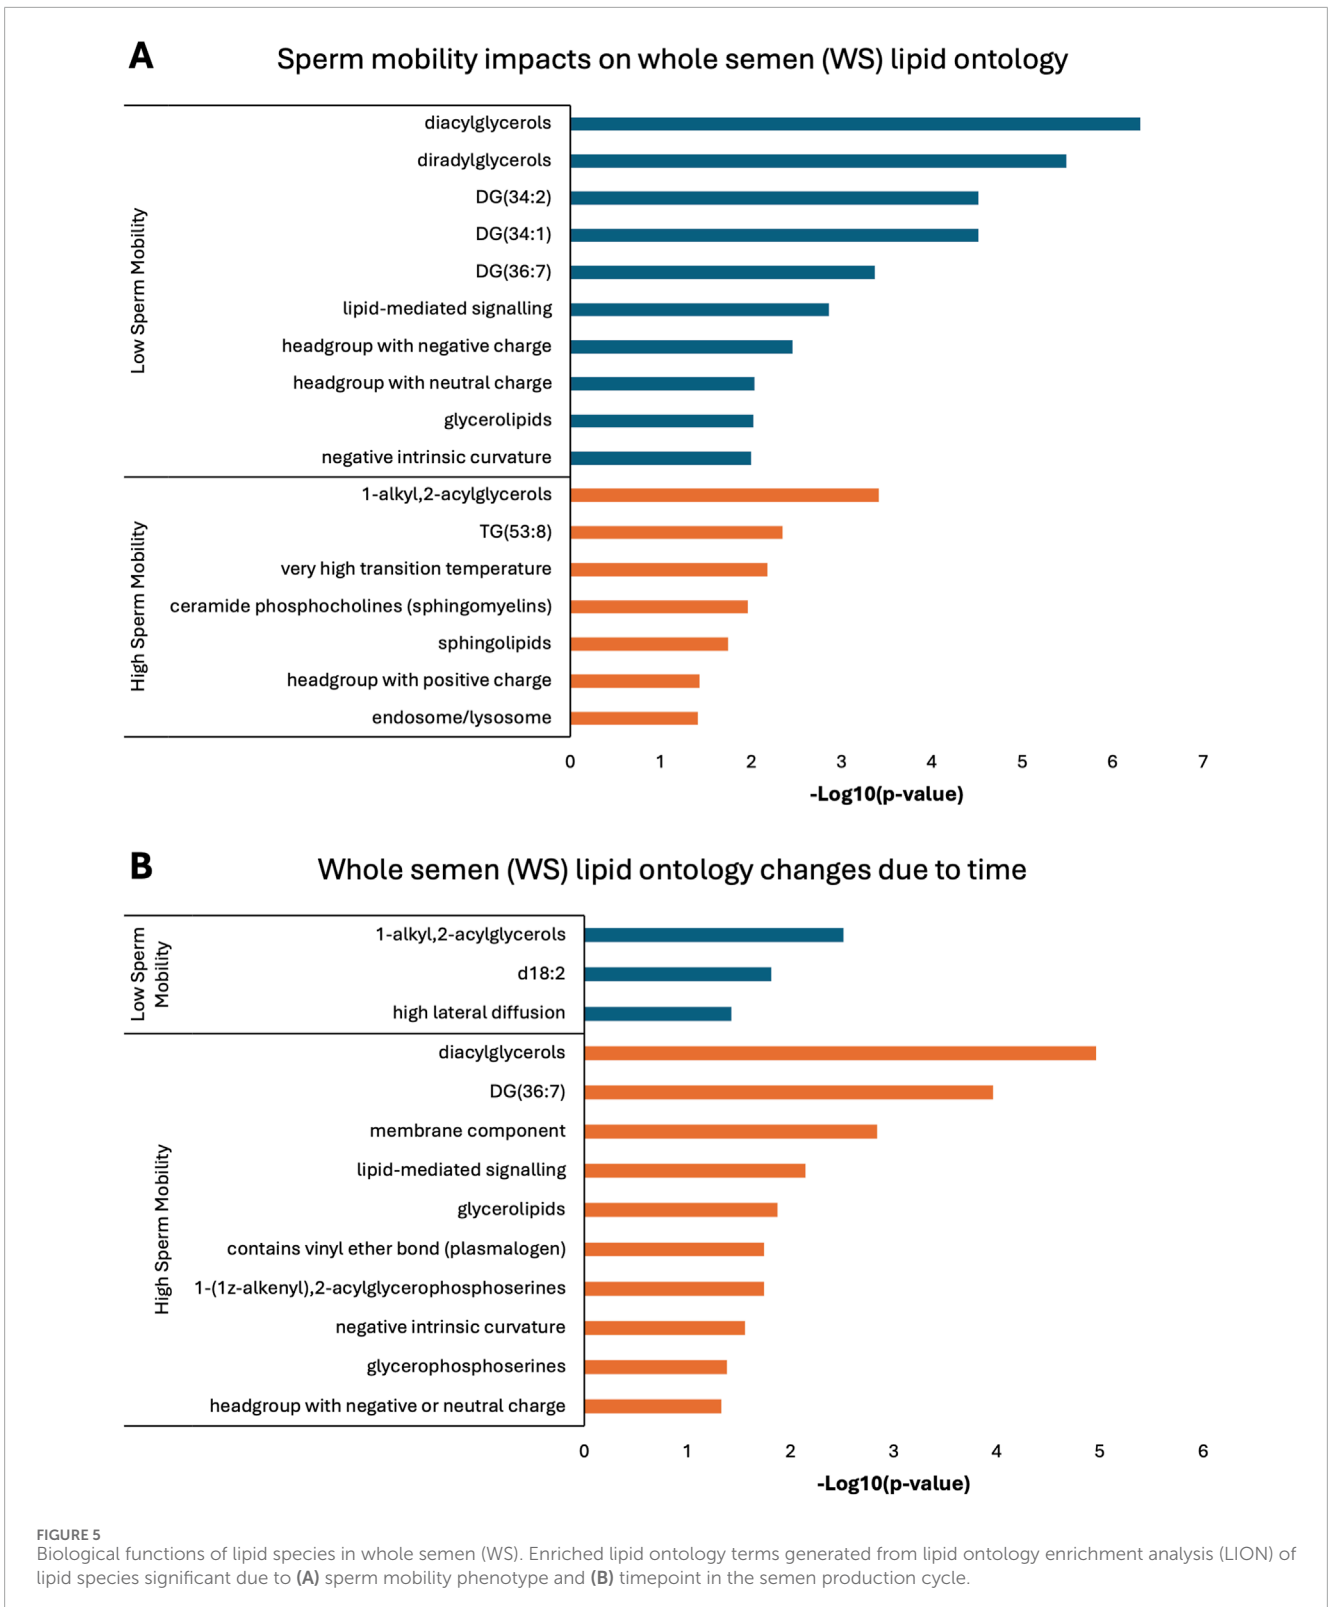 A
Sperm mobility impacts on whole semen (WS) lipid ontology
Low Sperm Mobility
diacylglycerols
diradylglycerols
DG(34:2)
DG(34:1)
DG(36:7)
lipid-mediated signalling
headgroup with negative charge
headgroup with neutral charge
glycerolipids
negative intrinsic curvature
High Sperm Mobility
1-alkyl,2-acylglycerols
TG(53:8)
very high transition temperature
ceramide phosphocholines (sphingomyelins)
sphingolipids
headgroup with positive charge
endosome/lysosome
0 1 2 3 4 5 6 7
-Log10(p-value)
B
Whole semen (WS) lipid ontology changes due to time
Low Sperm
Mobility
1-alkyl,2-acylglycerols
d18:2
high lateral diffusion
High Sperm Mobility
diacylglycerols
DG(36:7)
membrane component
lipid-mediated signalling
glycerolipids
contains vinyl ether bond (plasmalogen)
1-(1z-alkenyl),2-acylglycerophosphoserines
negative intrinsic curvature
glycerophosphoserines
headgroup with negative or neutral charge
0 1 2 3 4 5 6
-Log10(p-value)
FIGURE 5
Biological functions of lipid species in whole semen (WS). Enriched lipid ontology terms generated from lipid ontology enrichment analysis (LION) of
lipid species significant due to (A) sperm mobility phenotype and (B) timepoint in the semen production cycle.